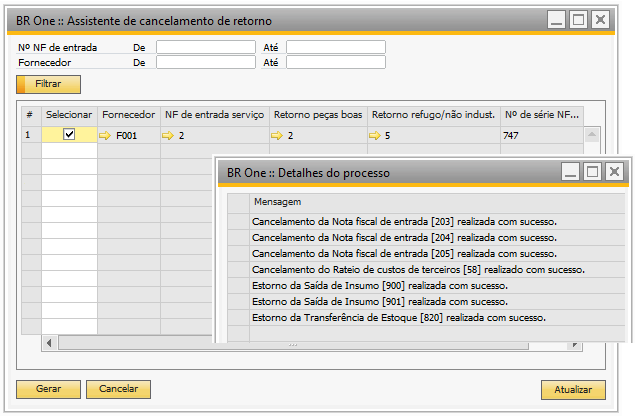 BR One :: Assistente de cancelamento de retorno
Nº NF de entrada De Até
Fornecedor De Até
Filtrar
# Selecionar Fornecedor NF de entrada serviço Retorno peças boas Retorno refugo/não indust. Nº de série NF...
1 F001 2 2 5 747
BR One :: Detalhes do processo
Mensagem
Cancelamento da Nota fiscal de entrada [203] realizada com sucesso.
Cancelamento da Nota fiscal de entrada [204] realizada com sucesso.
Cancelamento da Nota fiscal de entrada [205] realizada com sucesso.
Cancelamento do Rateio de custos de terceiros [58] realizado com sucesso.
Estorno da Saída de Insumo [900] realizada com sucesso.
Estorno da Saída de Insumo [901] realizada com sucesso.
Estorno da Transferência de Estoque [820] realizada com sucesso.
Gerar Cancelar Atualizar